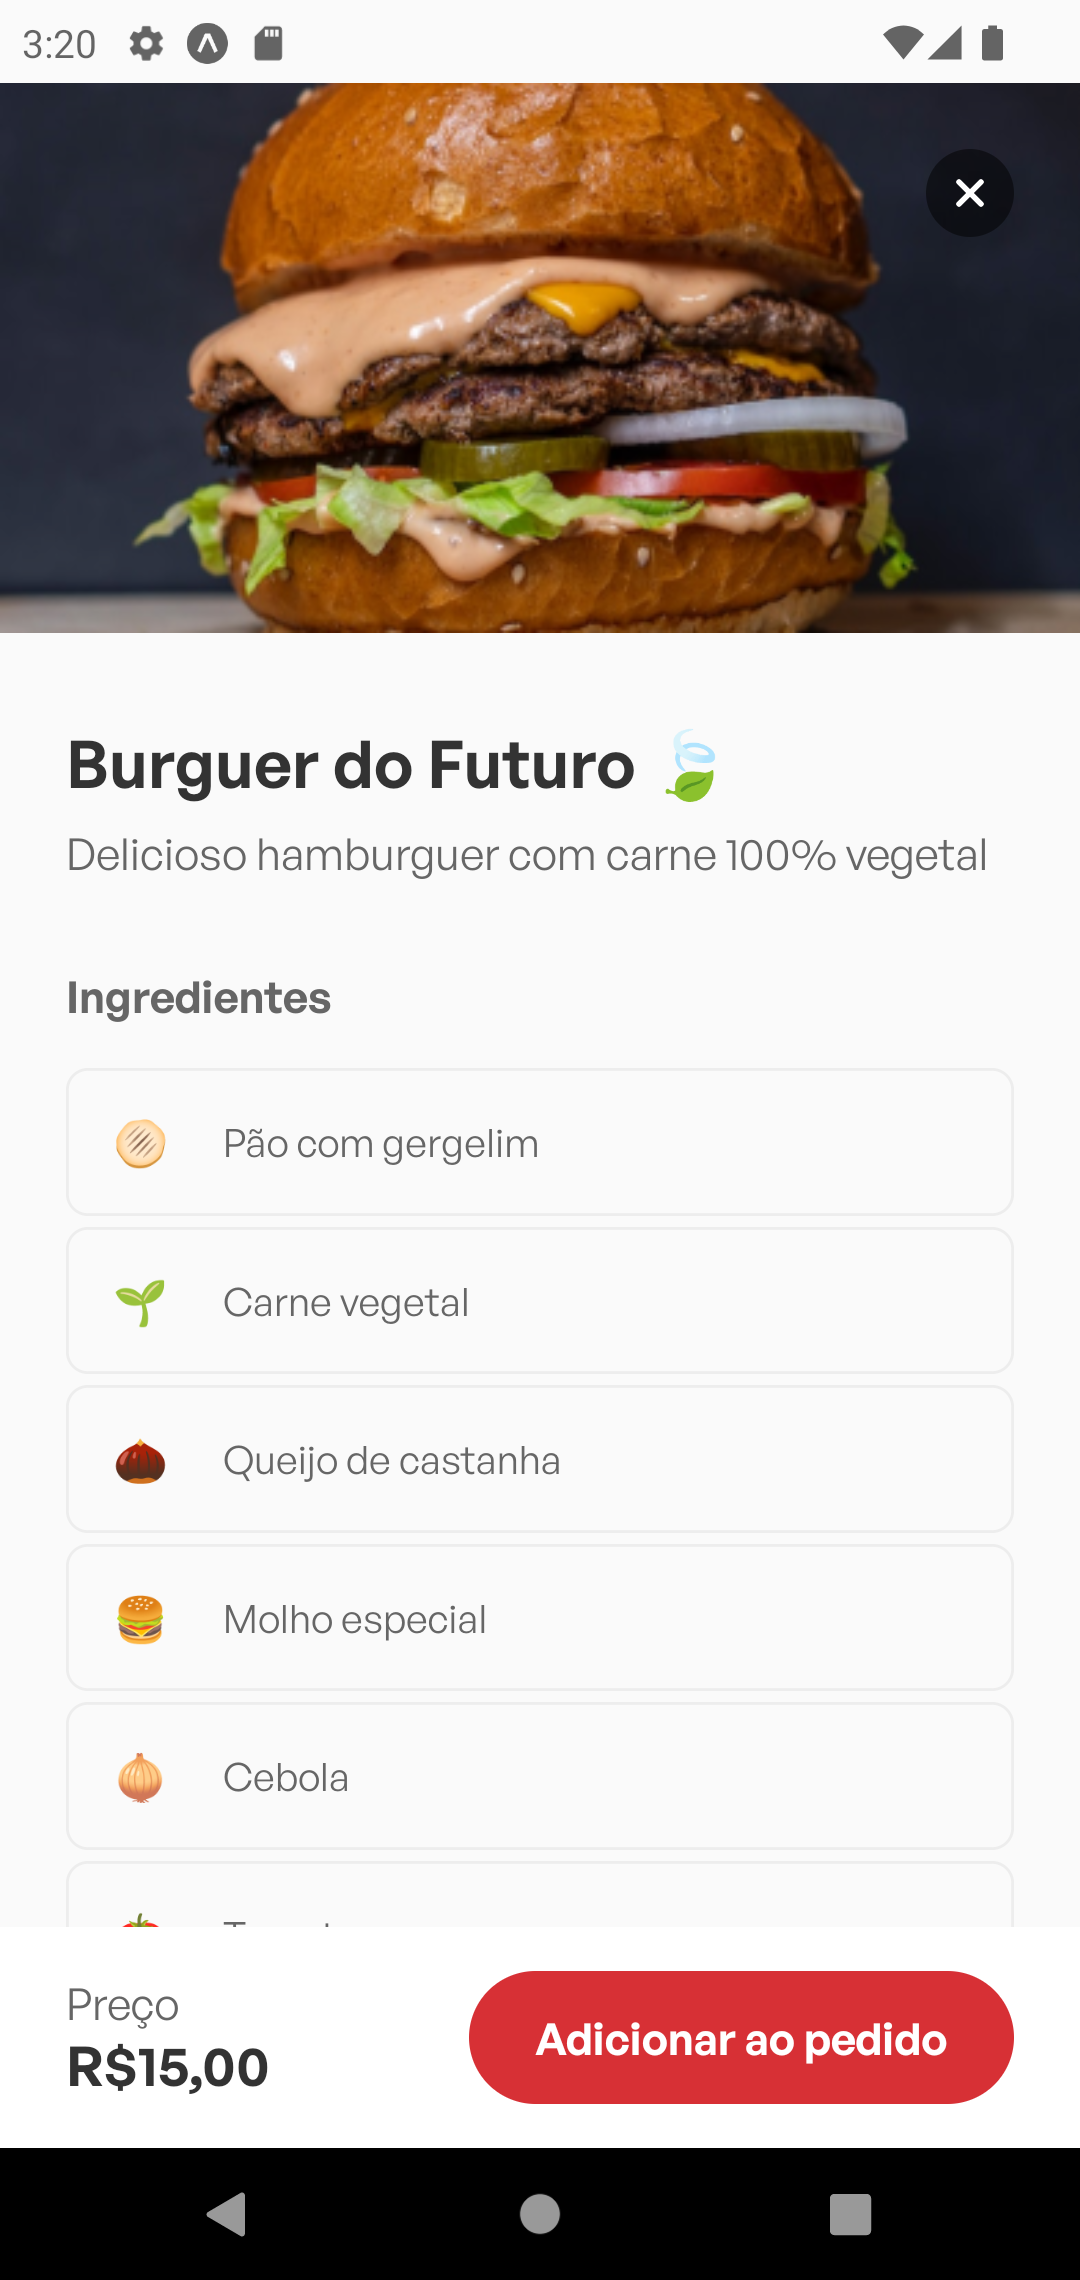 3:20
Burguer do Futuro 🍃
Delicioso hamburguer com carne 100% vegetal
Ingredientes
Pão com gergelim
Carne vegetal
Queijo de castanha
Molho especial
Cebola
Preço
R$15,00
Adicionar ao pedido